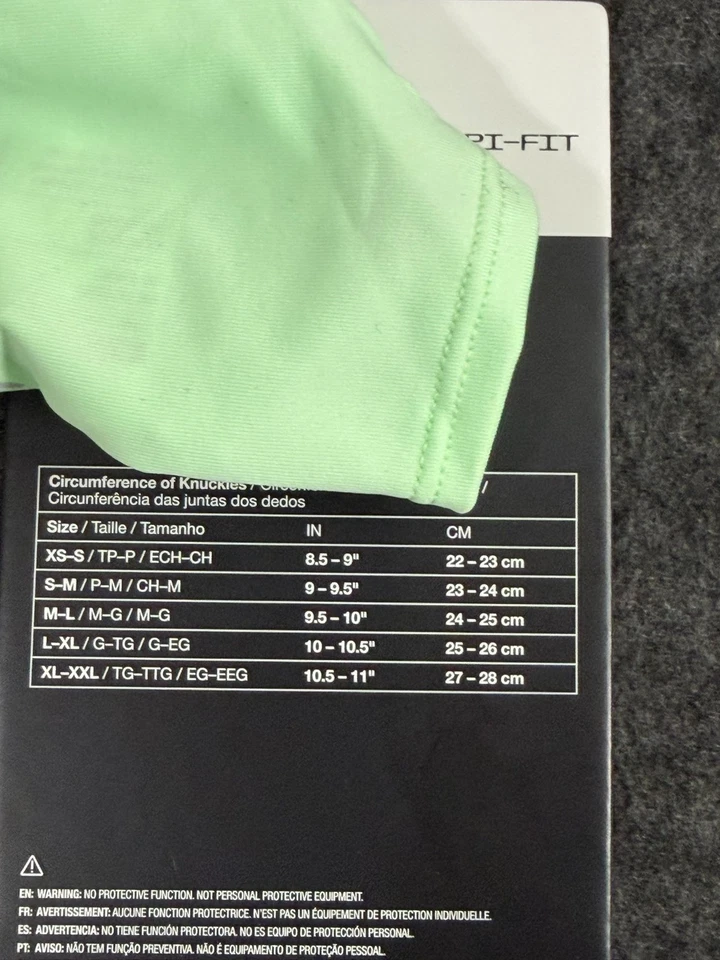 PI-FIT
Circumference of Knuckles / /
Circunferência das juntas dos dedos
Size / Taille / Tamanho IN CM
XS–S / TP–P / ECH–CH 8.5 – 9" 22 – 23 cm
S–M / P–M / CH–M 9 – 9.5" 23 – 24 cm
M–L / M–G / M–G 9.5 – 10" 24 – 25 cm
L–XL / G–TG / G–EG 10 – 10.5" 25 – 26 cm
XL–XXL / TG–TTG / EG–EEG 10.5 – 11" 27 – 28 cm
EN: WARNING: NO PROTECTIVE FUNCTION. NOT PERSONAL PROTECTIVE EQUIPMENT.
FR: AVERTISSEMENT: AUCUNE FONCTION PROTECTRICE. N'EST PAS UN ÉQUIPEMENT DE PROTECTION INDIVIDUELLE.
ES: ADVERTENCIA: NO TIENE FUNCIÓN PROTECTORA. NO ES EQUIPO DE PROTECCIÓN PERSONAL.
PT: AVISO: NÃO TEM FUNÇÃO PREVENTIVA. NÃO É EQUIPAMENTO DE PROTEÇÃO PESSOAL.